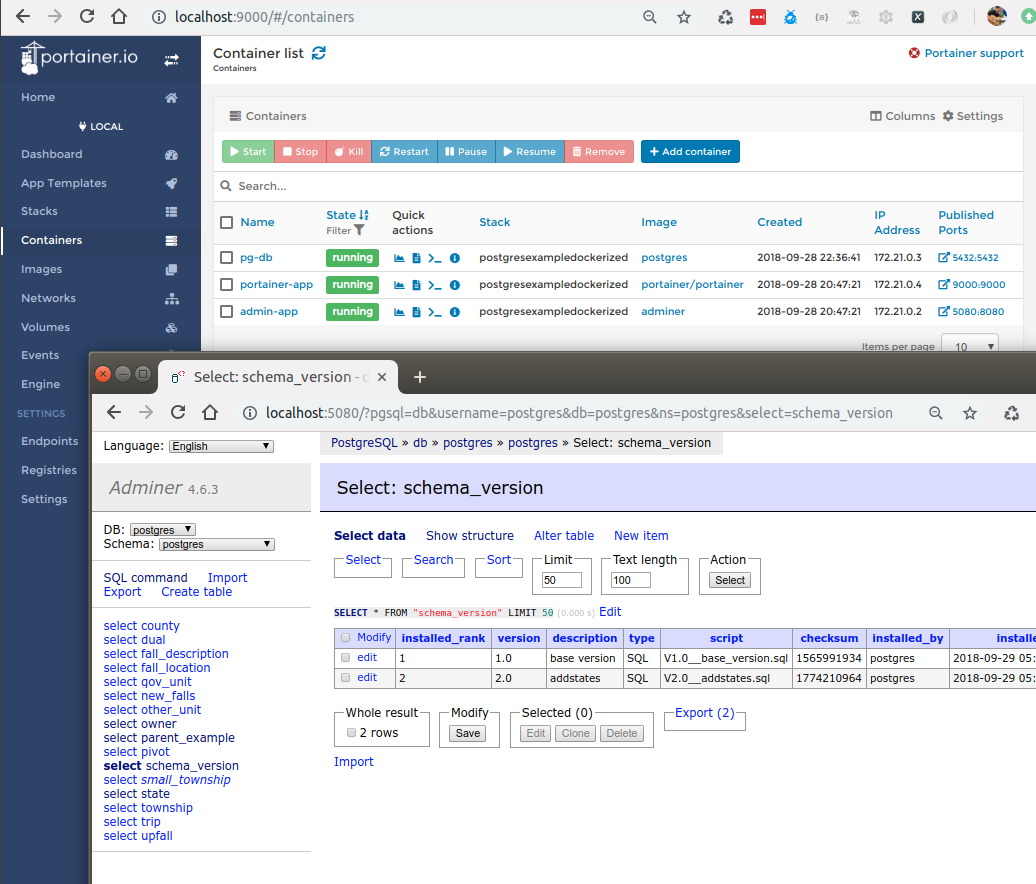 localhost:9000/#/containers
portainer.io
Container list
Containers
Portainer support
Home
LOCAL
Dashboard
App Templates
Stacks
Containers
Images
Networks
Volumes
Events
Engine
SETTINGS
Endpoints
Registries
Settings
Containers
Columns Settings
Start Stop Kill Restart Pause Resume Remove + Add container
Search...
Name State Filter Quick actions Stack Image Created IP Address Published Ports
pg-db running postgresexampledockerized postgres 2018-09-28 22:36:41 172.21.0.3 5432:5432
portainer-app running postgresexampledockerized portainer/portainer 2018-09-28 20:47:21 172.21.0.4 9000:9000
admin-app running postgresexampledockerized adminer 2018-09-28 20:47:21 172.21.0.2 5080:8080
Items per page 10
Select: schema_version -
localhost:5080/?pgsql=db&username=postgres&db=postgres&ns=postgres&select=schema_version
Language: English
PostgreSQL » db » postgres » postgres » Select: schema_version
Adminer 4.6.3
Select: schema_version
DB: postgres
Schema: postgres
SQL command Import
Export Create table
select county
select dual
select fall_description
select fall_location
select gov_unit
select new_falls
select other_unit
select owner
select parent_example
select pivot
select schema_version
select small_township
select state
select township
select trip
select upfall
Select data Show structure Alter table New item
Select Search Sort Limit Text length Action
50 100 Select
SELECT * FROM "schema_version" LIMIT 50 (0.000 s) Edit
Modify installed_rank version description type script checksum installed_by installe
edit 1 1.0 base version SQL V1.0__base_version.sql 1565991934 postgres 2018-09-29 05:
edit 2 2.0 addstates SQL V2.0__addstates.sql 1774210964 postgres 2018-09-29 05:
Whole result Modify Selected (0) Export (2)
2 rows Save Edit Clone Delete
Import